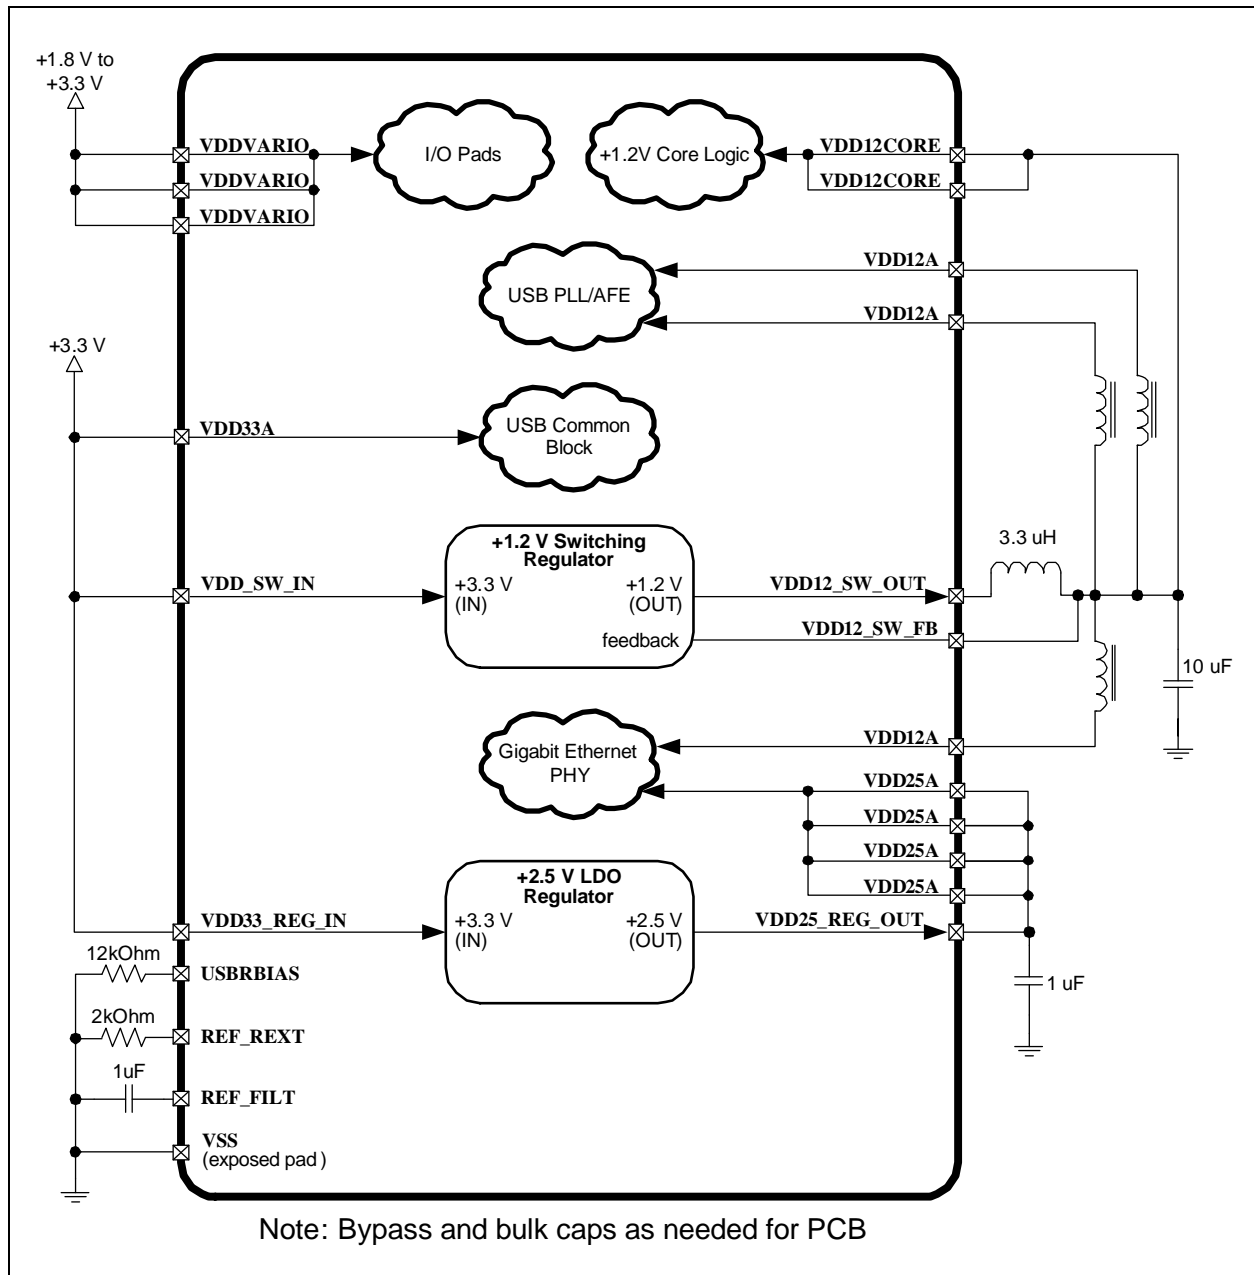 +1.8 V to
+3.3 V
VDDVARIO
VDDVARIO
VDDVARIO
I/O Pads
+1.2V Core Logic
VDD12CORE
VDD12CORE
USB PLL/AFE
VDD12A
VDD12A
+3.3 V
VDD33A
USB Common
Block
+1.2 V Switching
Regulator
VDD_SW_IN
+3.3 V
(IN)
+1.2 V
(OUT)
feedback
VDD12_SW_OUT
VDD12_SW_FB
3.3 uH
10 uF
Gigabit Ethernet
PHY
VDD12A
VDD25A
VDD25A
VDD25A
VDD25A
+2.5 V LDO
Regulator
VDD33_REG_IN
+3.3 V
(IN)
+2.5 V
(OUT)
VDD25_REG_OUT
1 uF
12kOhm
USBRBIAS
2kOhm
REF_REXT
1uF
REF_FILT
VSS
(exposed pad )
Note: Bypass and bulk caps as needed for PCB